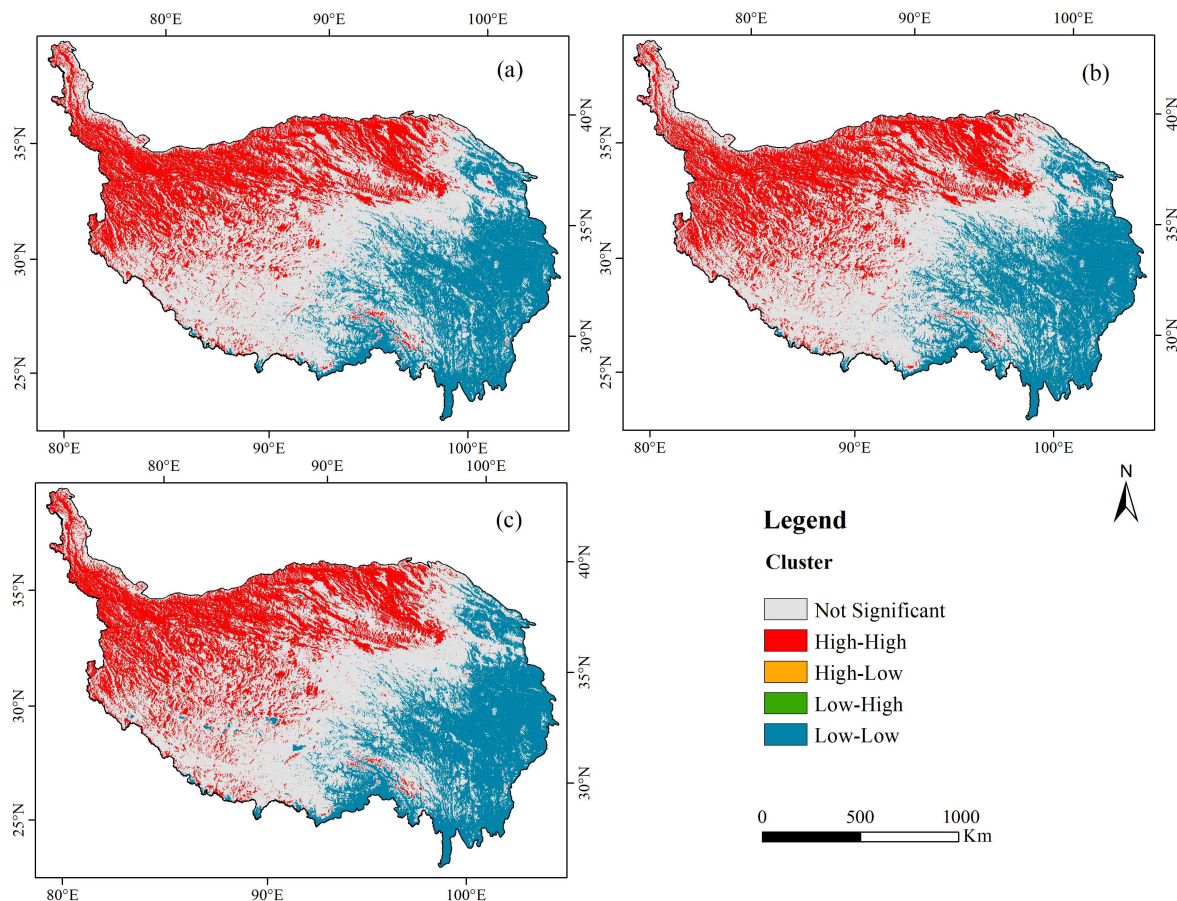 80°E 90°E 100°E
80°E 90°E 100°E
(a)
(b)
40°N
40°N
35°N
35°N
35°N
35°N
30°N
30°N
30°N
30°N
25°N
25°N
80°E 90°E 100°E
80°E 90°E 100°E
80°E 90°E 100°E
(c)
N
Legend
Cluster
40°N
35°N
Not Significant
High-High
35°N
High-Low
30°N
Low-High
Low-Low
30°N
25°N
0 500 1000
Km
80°E 90°E 100°E